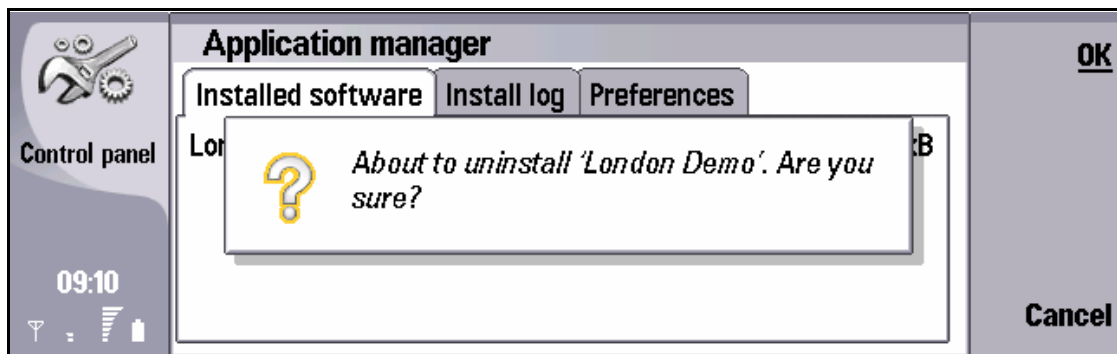 Application manager
OK
Installed software Install log Preferences
Control panel
About to uninstall 'London Demo'. Are you
sure?
09:10
Cancel